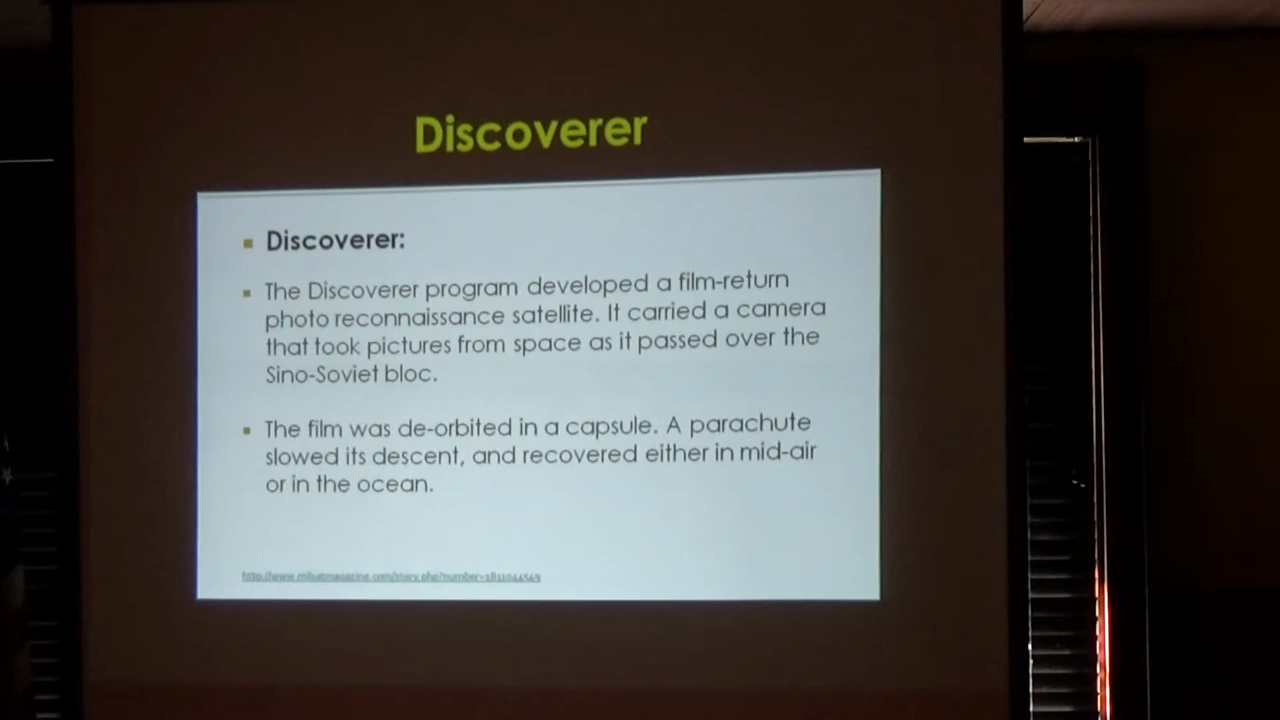 Discoverer
Discoverer:
The Discoverer program developed a film-return
photo reconnaissance satellite. It carried a camera
that took pictures from space as it passed over the
Sino-Soviet bloc.
The film was de-orbited in a capsule. A parachute
slowed its descent, and recovered either in mid-air
or in the ocean.